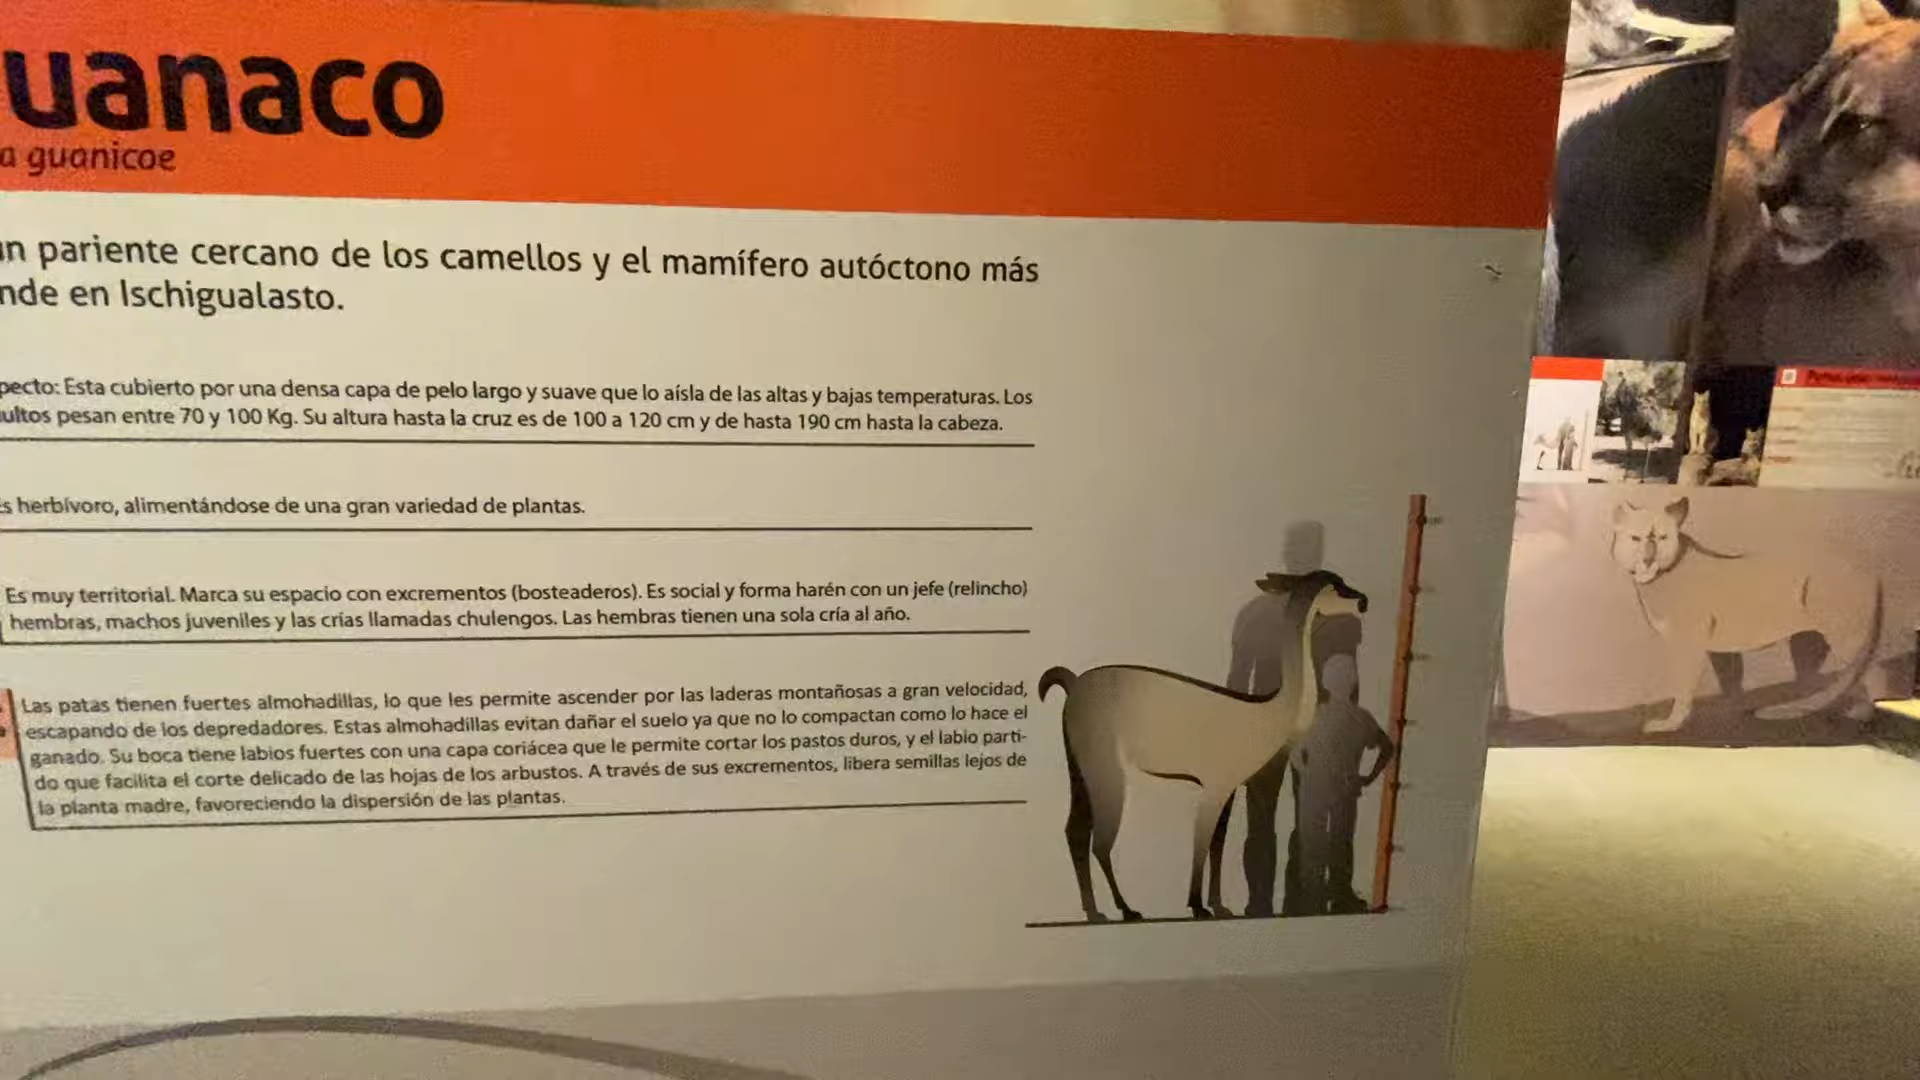 uanaco
a guanicoe
un pariente cercano de los camellos y el mamífero autóctono más
nde en Ischigualasto.
pecto: Esta cubierto por una densa capa de pelo largo y suave que lo aísla de las altas y bajas temperaturas. Los
ultos pesan entre 70 y 100 Kg. Su altura hasta la cruz es de 100 a 120 cm y de hasta 190 cm hasta la cabeza.
s herbívoro, alimentándose de una gran variedad de plantas.
Es muy territorial. Marca su espacio con excrementos (bosteaderos). Es social y forma harén con un jefe (relincho)
hembras, machos juveniles y las crías llamadas chulengos. Las hembras tienen una sola cría al año.
Las patas tienen fuertes almohadillas, lo que les permite ascender por las laderas montañosas a gran velocidad,
escapando de los depredadores. Estas almohadillas evitan dañar el suelo ya que no lo compactan como lo hace el
ganado. Su boca tiene labios fuertes con una capa coriácea que le permite cortar los pastos duros, y el labio parti-
do que facilita el corte delicado de las hojas de los arbustos. A través de sus excrementos, libera semillas lejos de
la planta madre, favoreciendo la dispersión de las plantas.